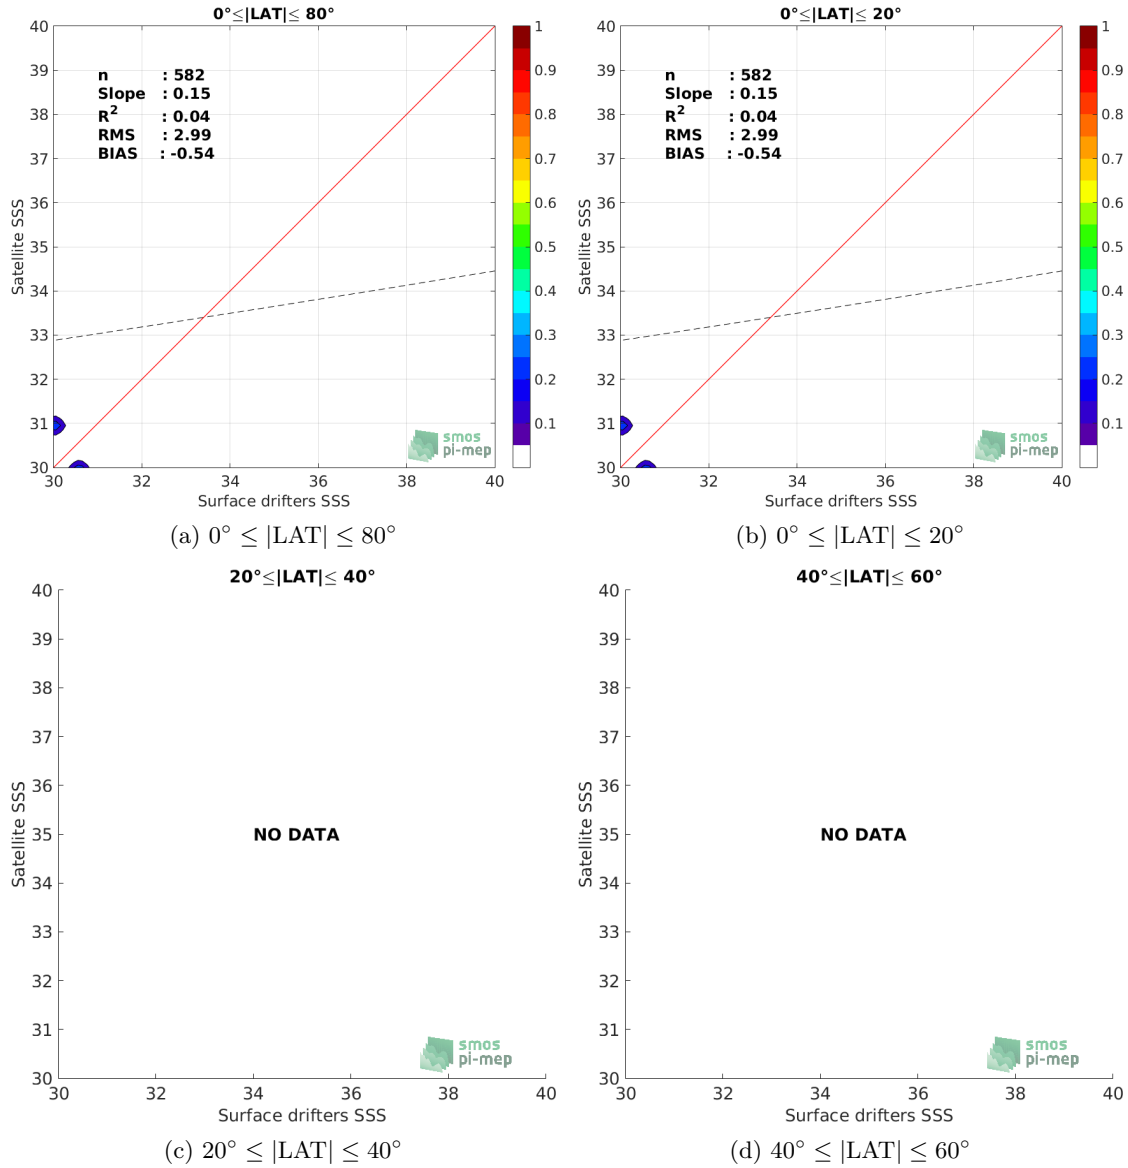 0°≤|LAT|≤ 80°
40
39
38
37
36
35
34
33
32
31
30
n : 582
Slope : 0.15
R2 : 0.04
RMS : 2.99
BIAS : -0.54
Satellite SSS
smos
pi-mep
30 32 34 36 38 40
Surface drifters SSS
1
0.9
0.8
0.7
0.6
0.5
0.4
0.3
0.2
0.1
(a) 0° ≤ |LAT| ≤ 80°
0°≤|LAT|≤ 20°
40
39
38
37
36
35
34
33
32
31
30
n : 582
Slope : 0.15
R2 : 0.04
RMS : 2.99
BIAS : -0.54
Satellite SSS
smos
pi-mep
30 32 34 36 38 40
Surface drifters SSS
1
0.9
0.8
0.7
0.6
0.5
0.4
0.3
0.2
0.1
(b) 0° ≤ |LAT| ≤ 20°
20°≤|LAT|≤ 40°
40
39
38
37
36
35
34
33
32
31
30
Satellite SSS
NO DATA
smos
pi-mep
30 32 34 36 38 40
Surface drifters SSS
(c) 20° ≤ |LAT| ≤ 40°
40°≤|LAT|≤ 60°
40
39
38
37
36
35
34
33
32
31
30
Satellite SSS
NO DATA
smos
pi-mep
30 32 34 36 38 40
Surface drifters SSS
(d) 40° ≤ |LAT| ≤ 60°